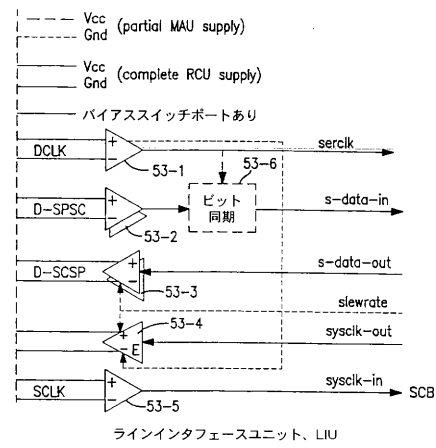 Vcc
Gnd (partial MAU supply)
Vcc
Gnd (complete RCU supply)
バイアススイッチポートあり
serclk
DCLK
+
−
53-1
53-6
D-SPSC
+
−
53-2
ビット
同期
s-data-in
D-SCSP
+
−
53-3
s-data-out
slewrate
53-4
+
−
E
sysclk-out
SCLK
+
−
53-5
sysclk-in
SCB
ラインインタフェースユニット、LIU